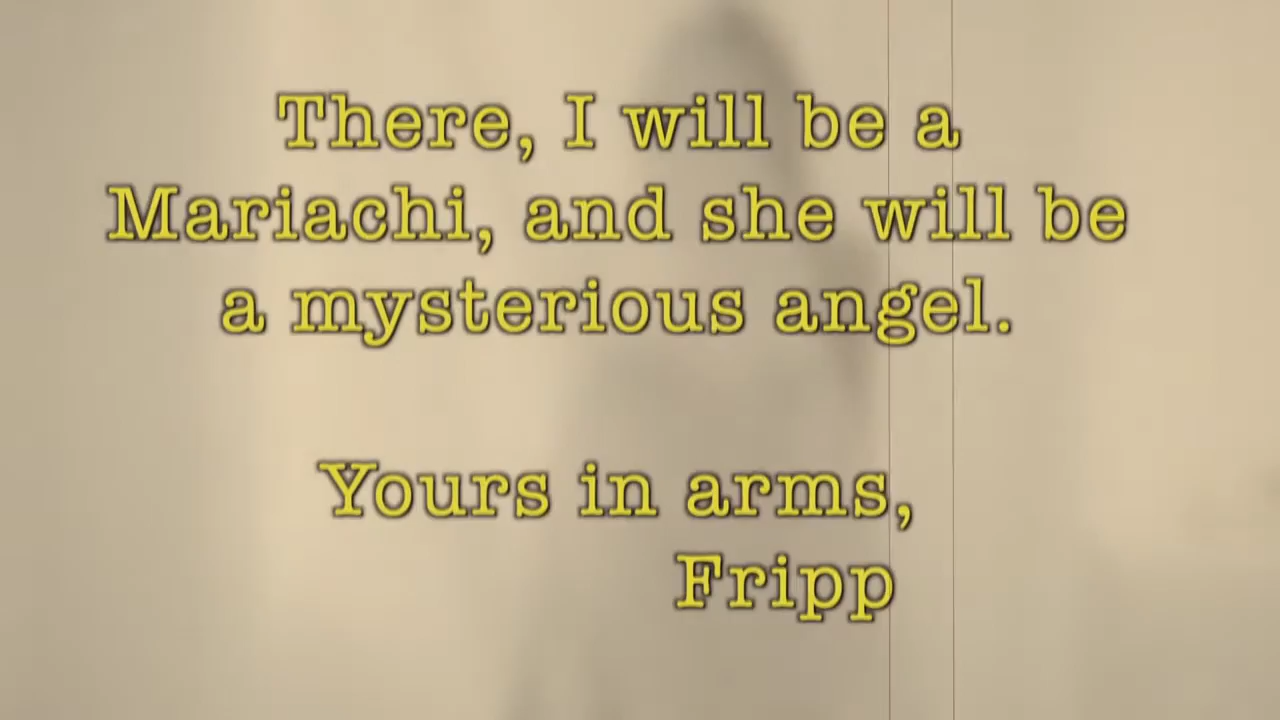 There, I will be a
Mariachi, and she will be
a mysterious angel.
Yours in arms,
Fripp